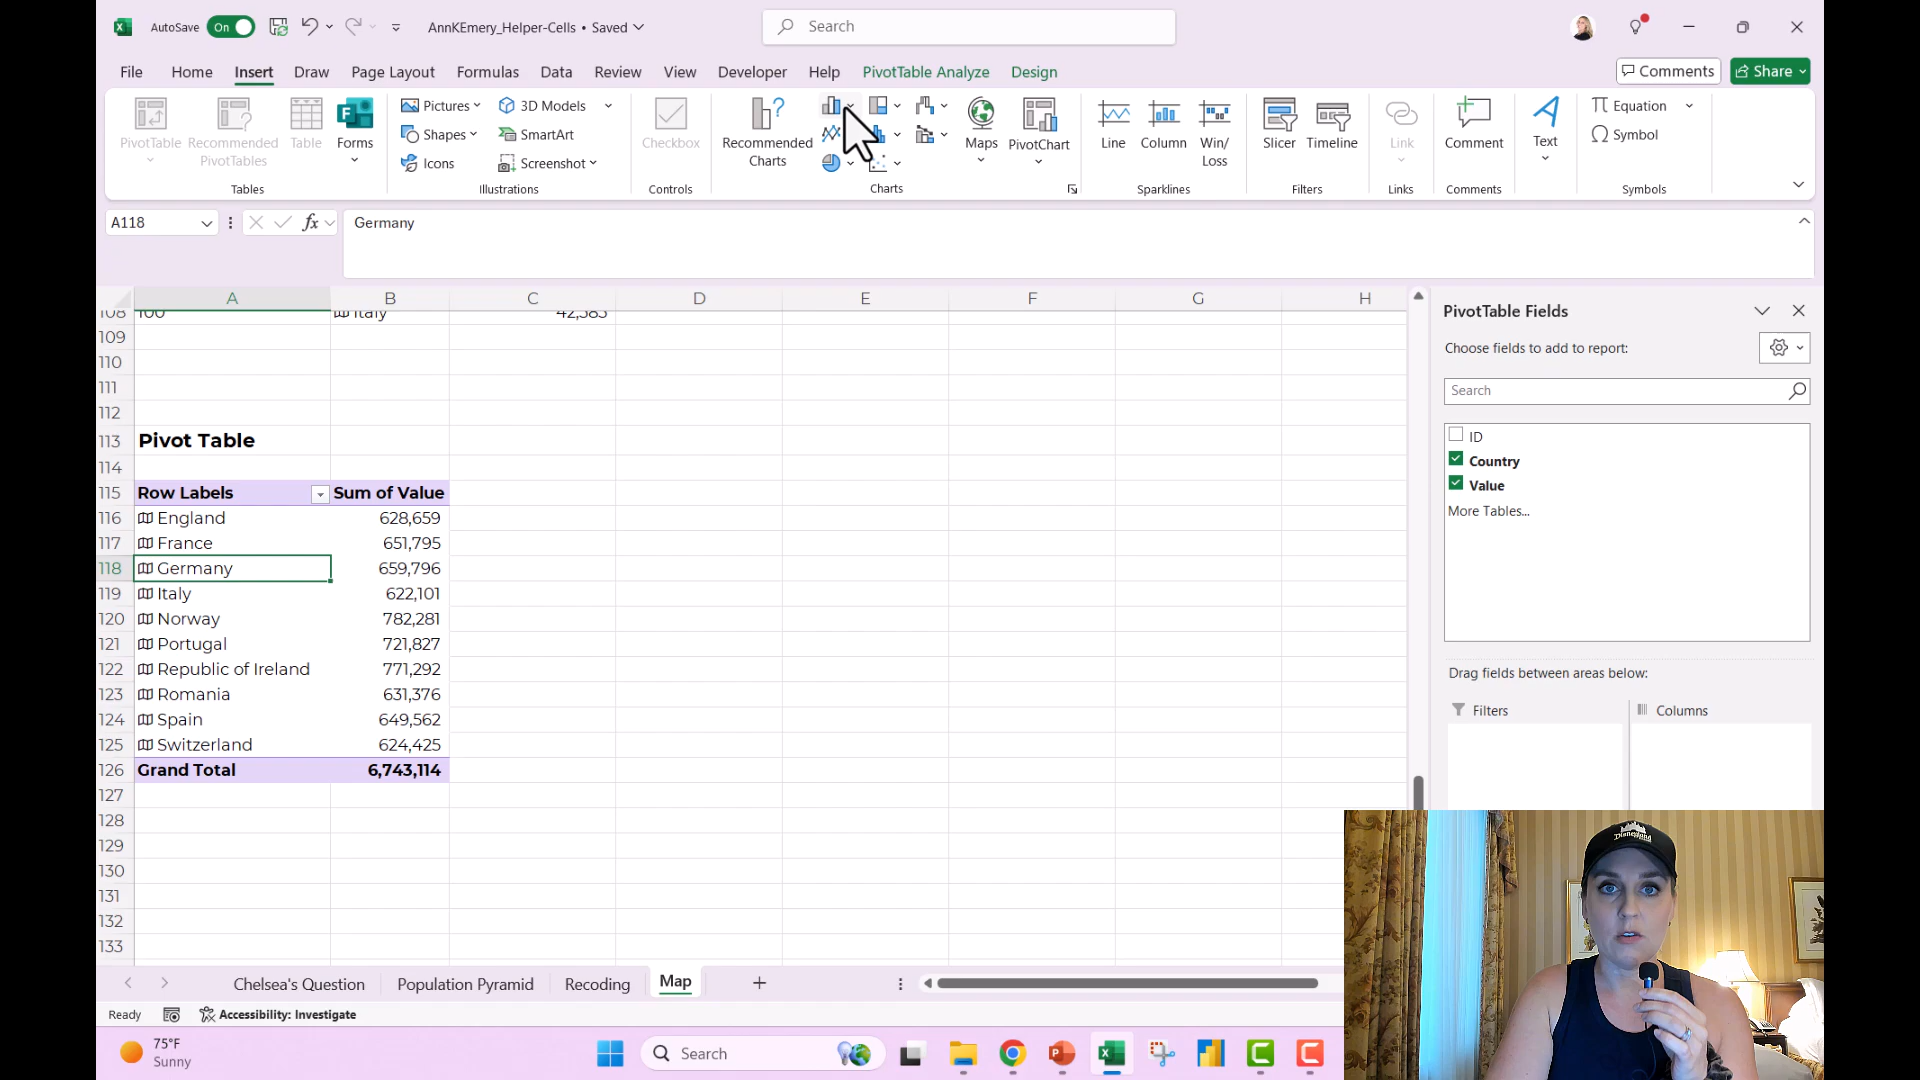 AutoSave On AnnKEmery_Helper-Cells • Saved Search
File Home Insert Draw Page Layout Formulas Data Review View Developer Help PivotTable Analyze Design Comments Share
PivotTable Recommended PivotTables Table Forms
Pictures 3D Models
Shapes SmartArt
Icons Screenshot
Checkbox Recommended Charts Maps PivotChart
Line Column Win/Loss Slicer Timeline Link Comment Text
Equation
Symbol
Tables Illustrations Controls Charts Sparklines Filters Links Comments Symbols
A118 fx Germany
A B C D E F G H
108 100 Italy 42,585
109
110
111
112
113 Pivot Table
114
115 Row Labels Sum of Value
116 England 628,659
117 France 651,795
118 Germany 659,796
119 Italy 622,101
120 Norway 782,281
121 Portugal 721,827
122 Republic of Ireland 771,292
123 Romania 631,376
124 Spain 649,562
125 Switzerland 624,425
126 Grand Total 6,743,114
127
128
129
130
131
132
133
PivotTable Fields
Choose fields to add to report:
Search
ID
Country
Value
More Tables...
Drag fields between areas below:
Filters Columns
Disneyland
Chelsea's Question Population Pyramid Recoding Map
Ready Accessibility: Investigate
75°F
Sunny
Search